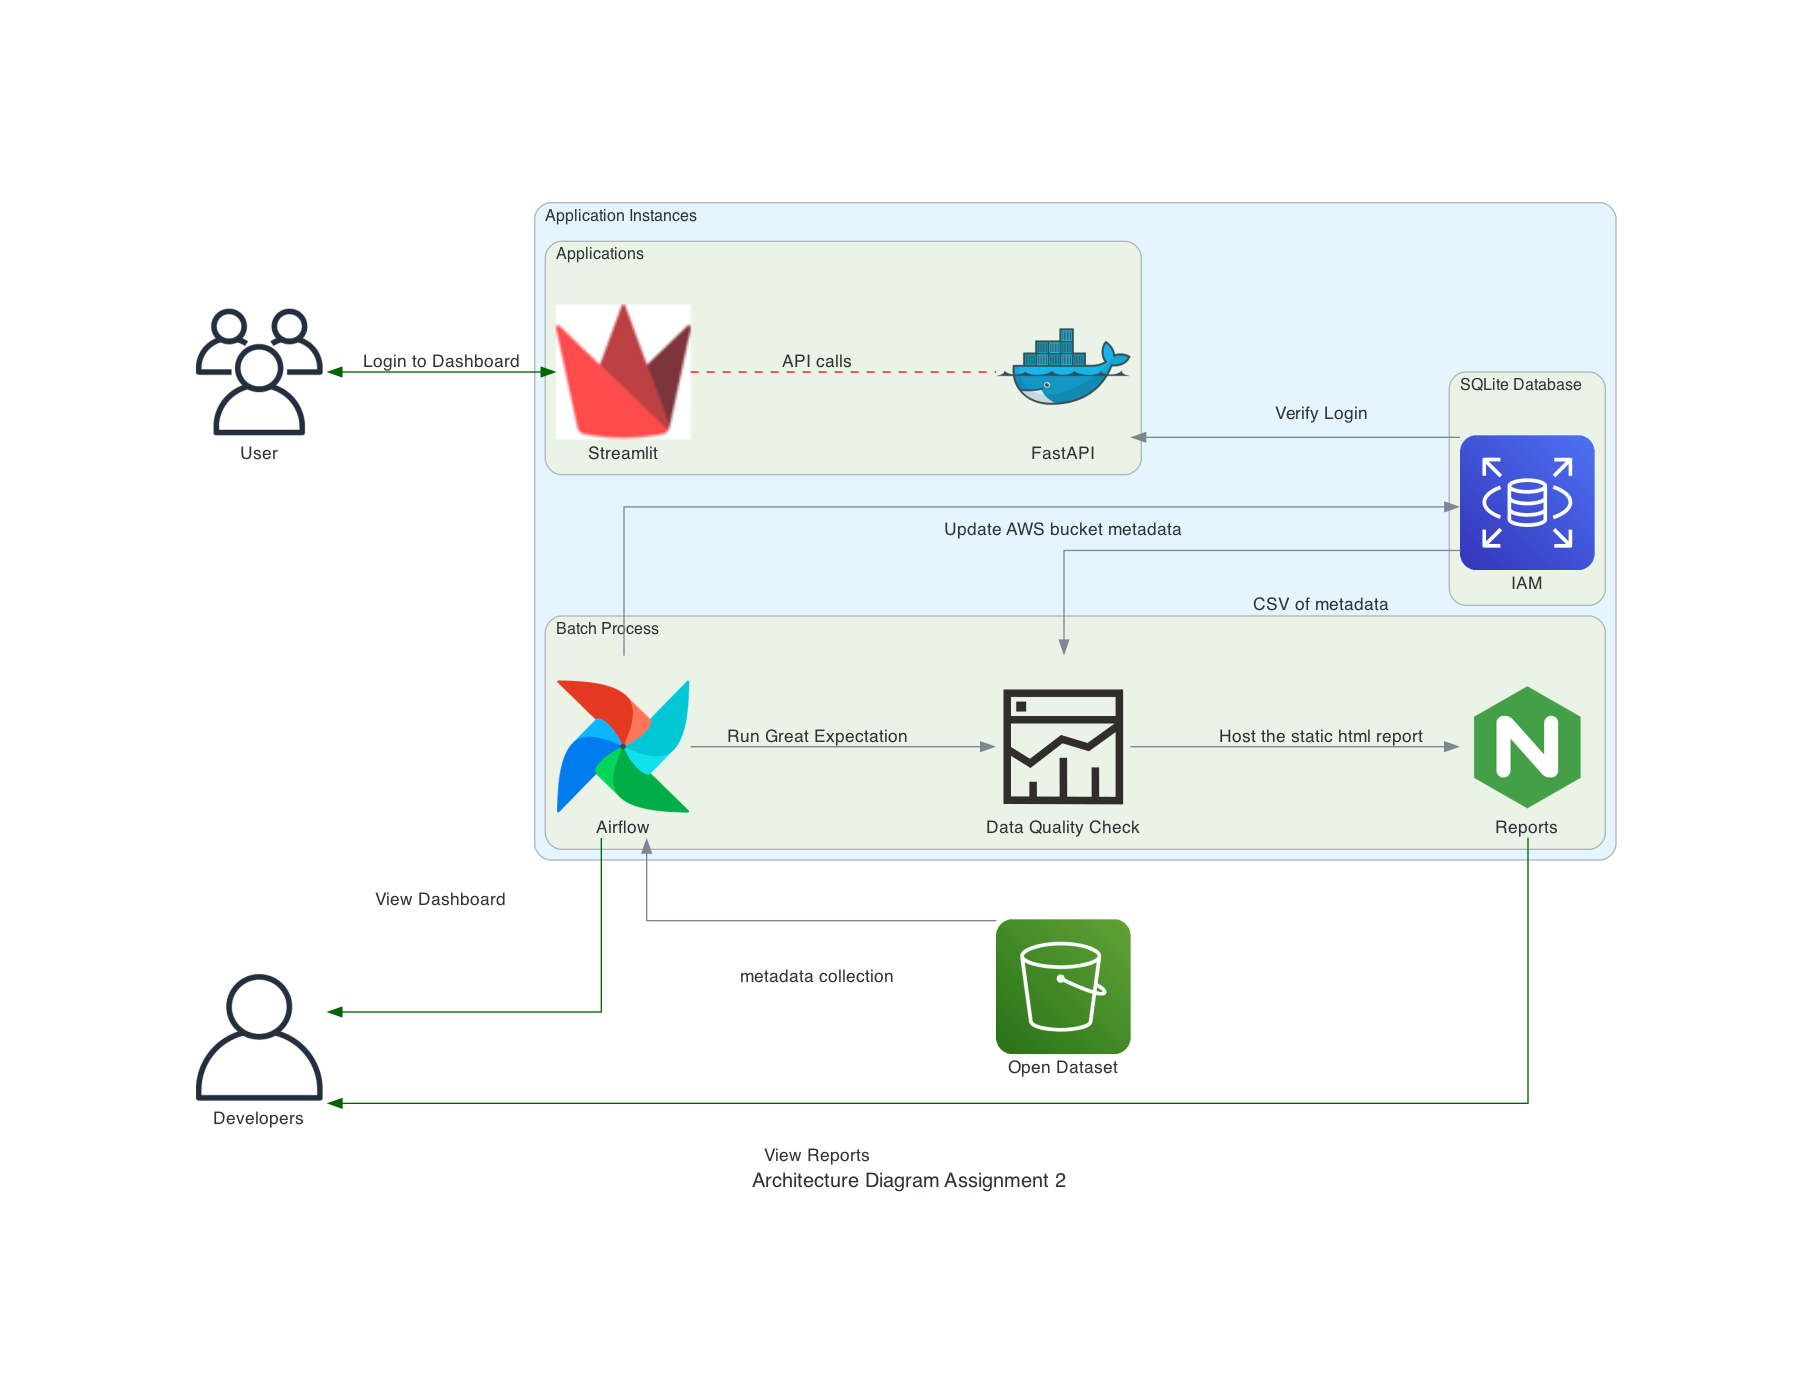 Application Instances
Applications
Login to Dashboard
API calls
User
Streamlit
FastAPI
SQLite Database
Verify Login
IAM
Update AWS bucket metadata
CSV of metadata
Batch Process
Run Great Expectation
Host the static html report
Airflow
Data Quality Check
Reports
View Dashboard
metadata collection
Open Dataset
Developers
View Reports
Architecture Diagram Assignment 2